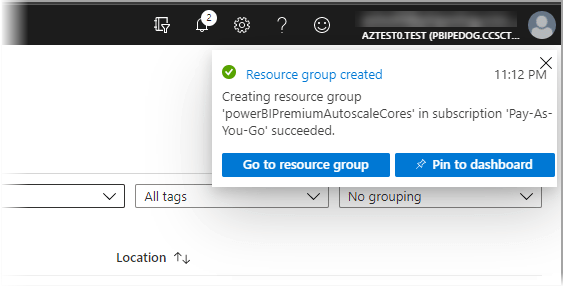 2
AZTEST0.TEST (PBIPEDOG.CCSCT...
Resource group created
11:12 PM
Creating resource group
'powerBIPremiumAutoscaleCores' in subscription 'Pay-As-
You-Go' succeeded.
Go to resource group
Pin to dashboard
All tags
No grouping
Location